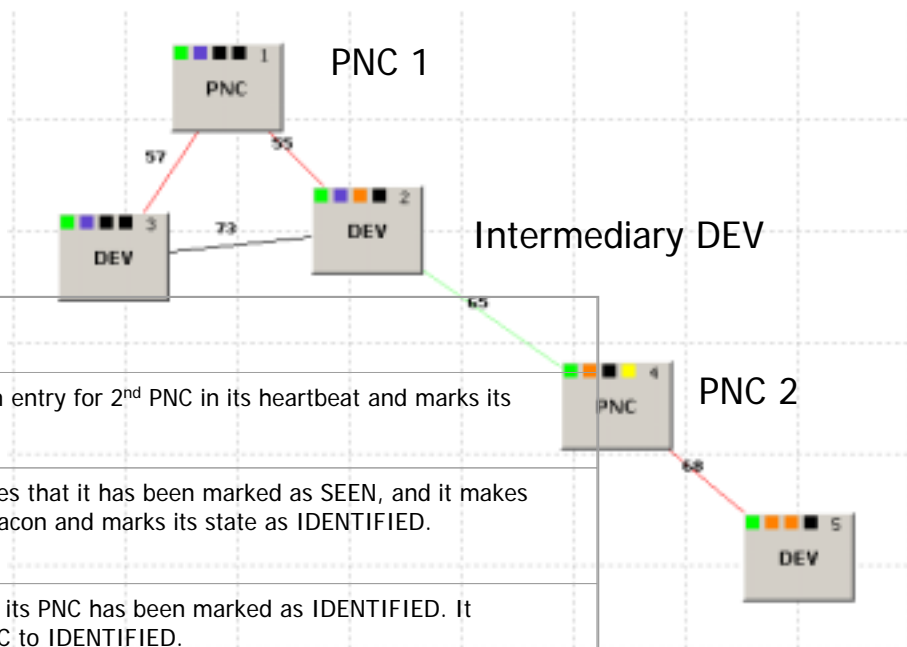 1
PNC 1
PNC
57
55
2
3
73
DEV
Intermediary DEV
DEV
65
4
entry for 2nd PNC in its heartbeat and marks its
PNC 2
PNC
68
es that it has been marked as SEEN, and it makes
acon and marks its state as IDENTIFIED.
5
DEV
its PNC has been marked as IDENTIFIED. It
C to IDENTIFIED.